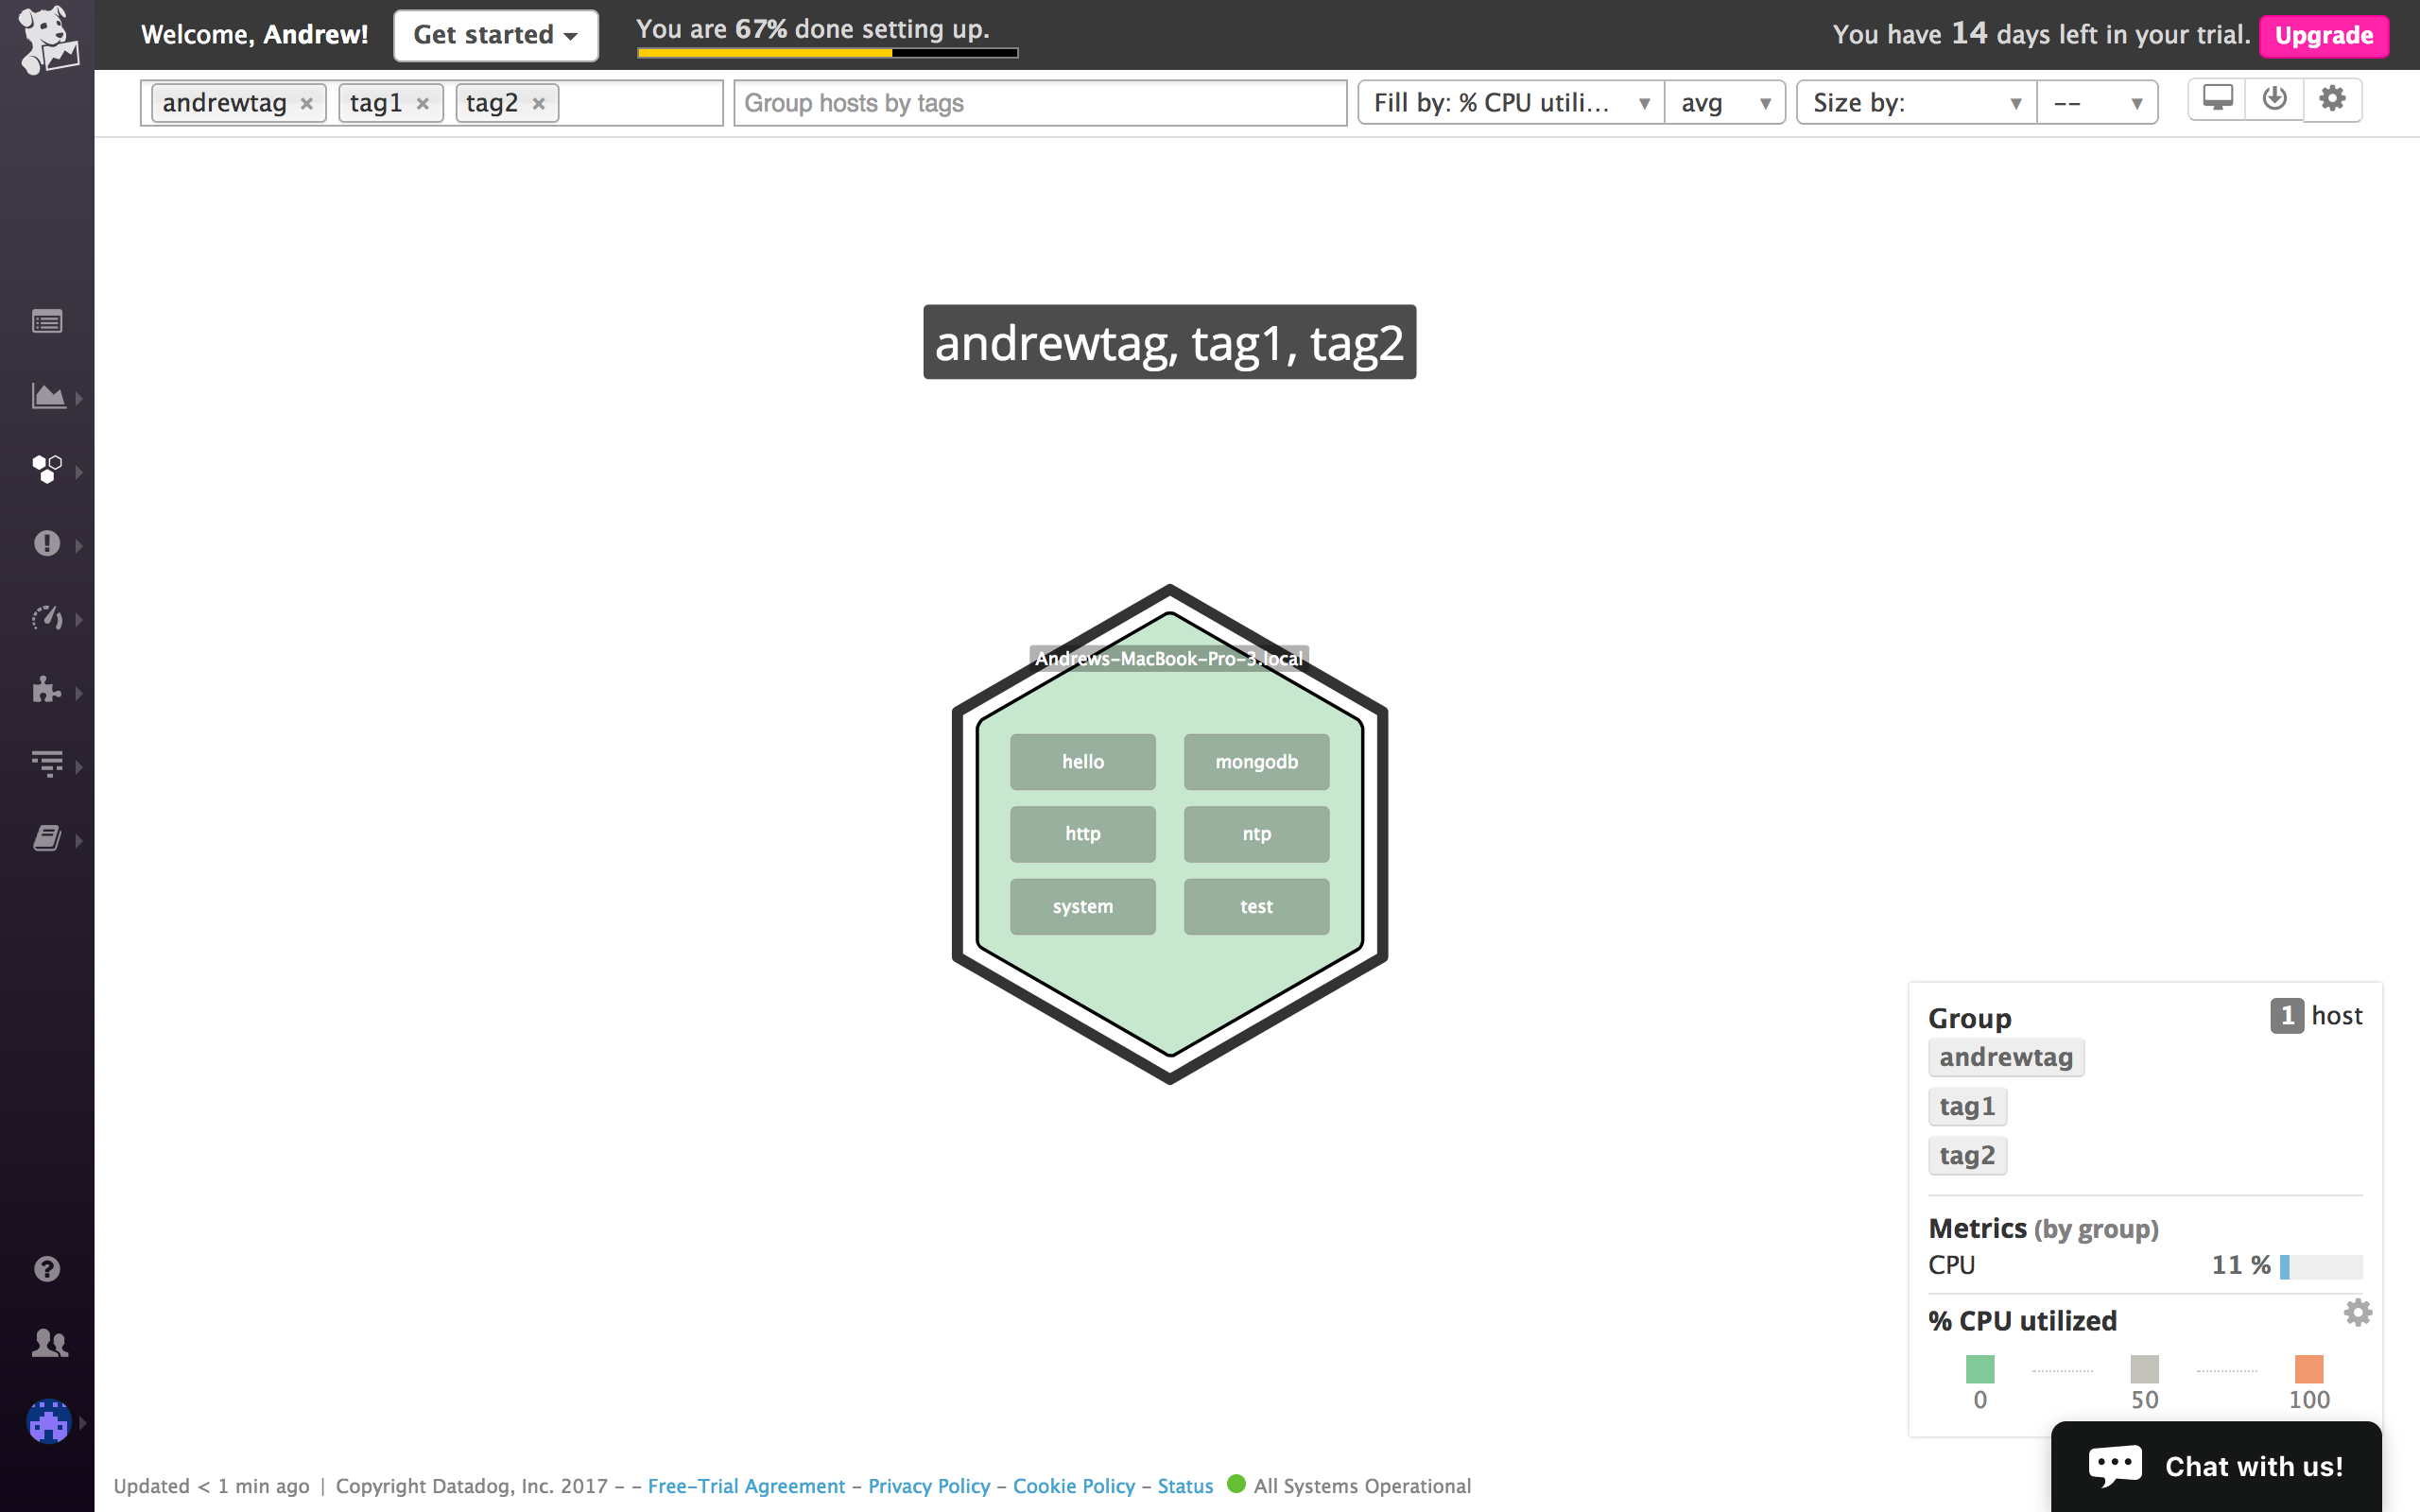 Welcome, Andrew!
Get started
You are 67% done setting up.
You have 14 days left in your trial.
Upgrade
andrewtag ×
tag1 ×
tag2 ×
Group hosts by tags
Fill by: % CPU utili...
avg
Size by:
--
andrewtag, tag1, tag2
Andrews-MacBook-Pro-3.local
hello
mongodb
http
ntp
system
test
Group
1 host
andrewtag
tag1
tag2
Metrics (by group)
CPU 11 %
% CPU utilized
0
50
100
Chat with us!
Updated < 1 min ago | Copyright Datadog, Inc. 2017 - - Free-Trial Agreement - Privacy Policy - Cookie Policy - Status All Systems Operational